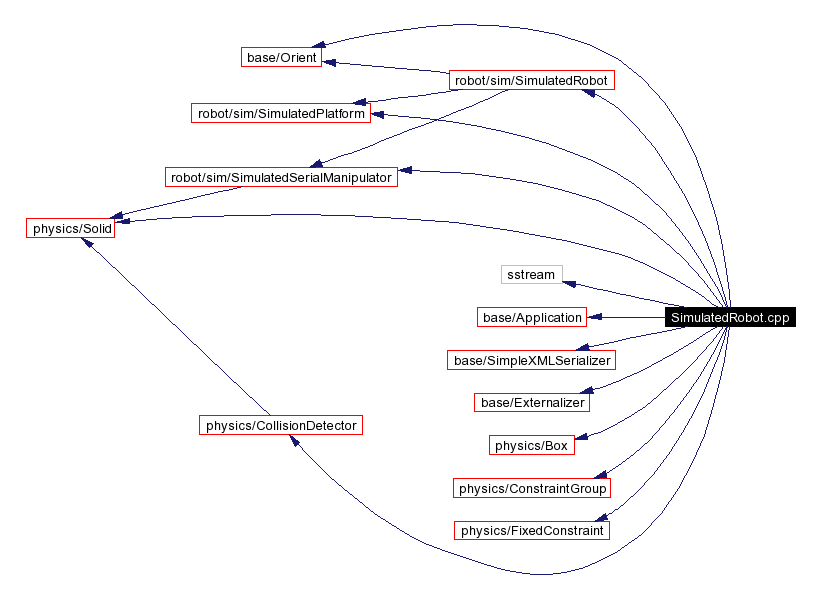 base/Orient
robot/sim/SimulatedRobot
robot/sim/SimulatedPlatform
robot/sim/SimulatedSerialManipulator
physics/Solid
sstream
base/Application
SimulatedRobot.cpp
base/SimpleXMLSerializer
base/Externalizer
physics/CollisionDetector
physics/Box
physics/ConstraintGroup
physics/FixedConstraint